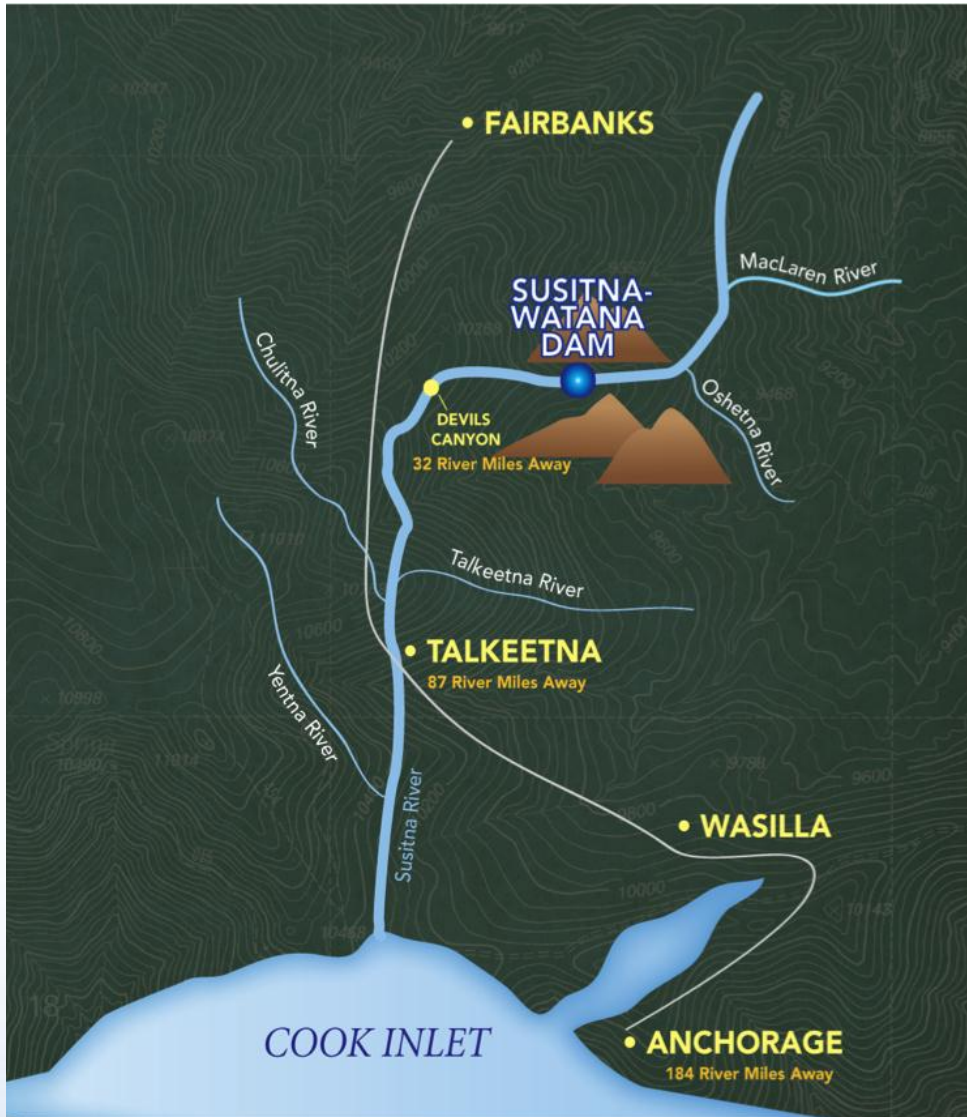 FAIRBANKS
MacLaren River
SUSITNA-
WATANA
DAM
Chulitna River
Oshetna River
DEVILS
CANYON
32 River Miles Away
Talkeetna River
TALKEETNA
87 River Miles Away
Yentna River
Susitna River
WASILLA
COOK INLET
ANCHORAGE
184 River Miles Away